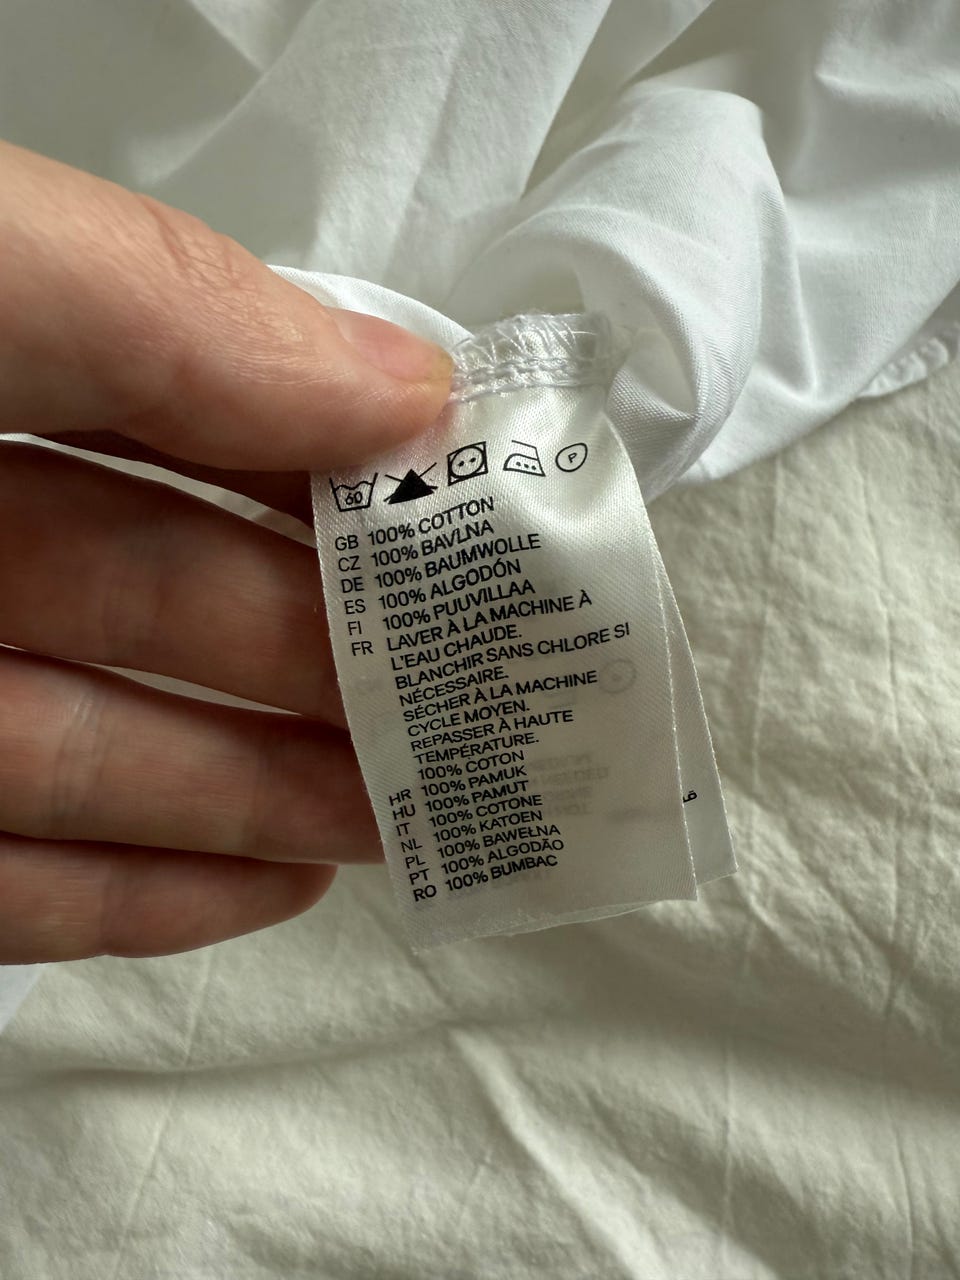 60
P
GB 100% COTTON
CZ 100% BAVLNA
DE 100% BAUMWOLLE
ES 100% ALGODÓN
FI 100% PUUVILLAA
FR LAVER À LA MACHINE À
L'EAU CHAUDE.
BLANCHIR SANS CHLORE SI
NÉCESSAIRE.
SÉCHER À LA MACHINE
CYCLE MOYEN.
REPASSER À HAUTE
TEMPÉRATURE.
100% COTON
HR 100% PAMUK
HU 100% PAMUT
IT 100% COTONE
NL 100% KATOEN
PL 100% BAWEŁNA
PT 100% ALGODÃO
RO 100% BUMBAC